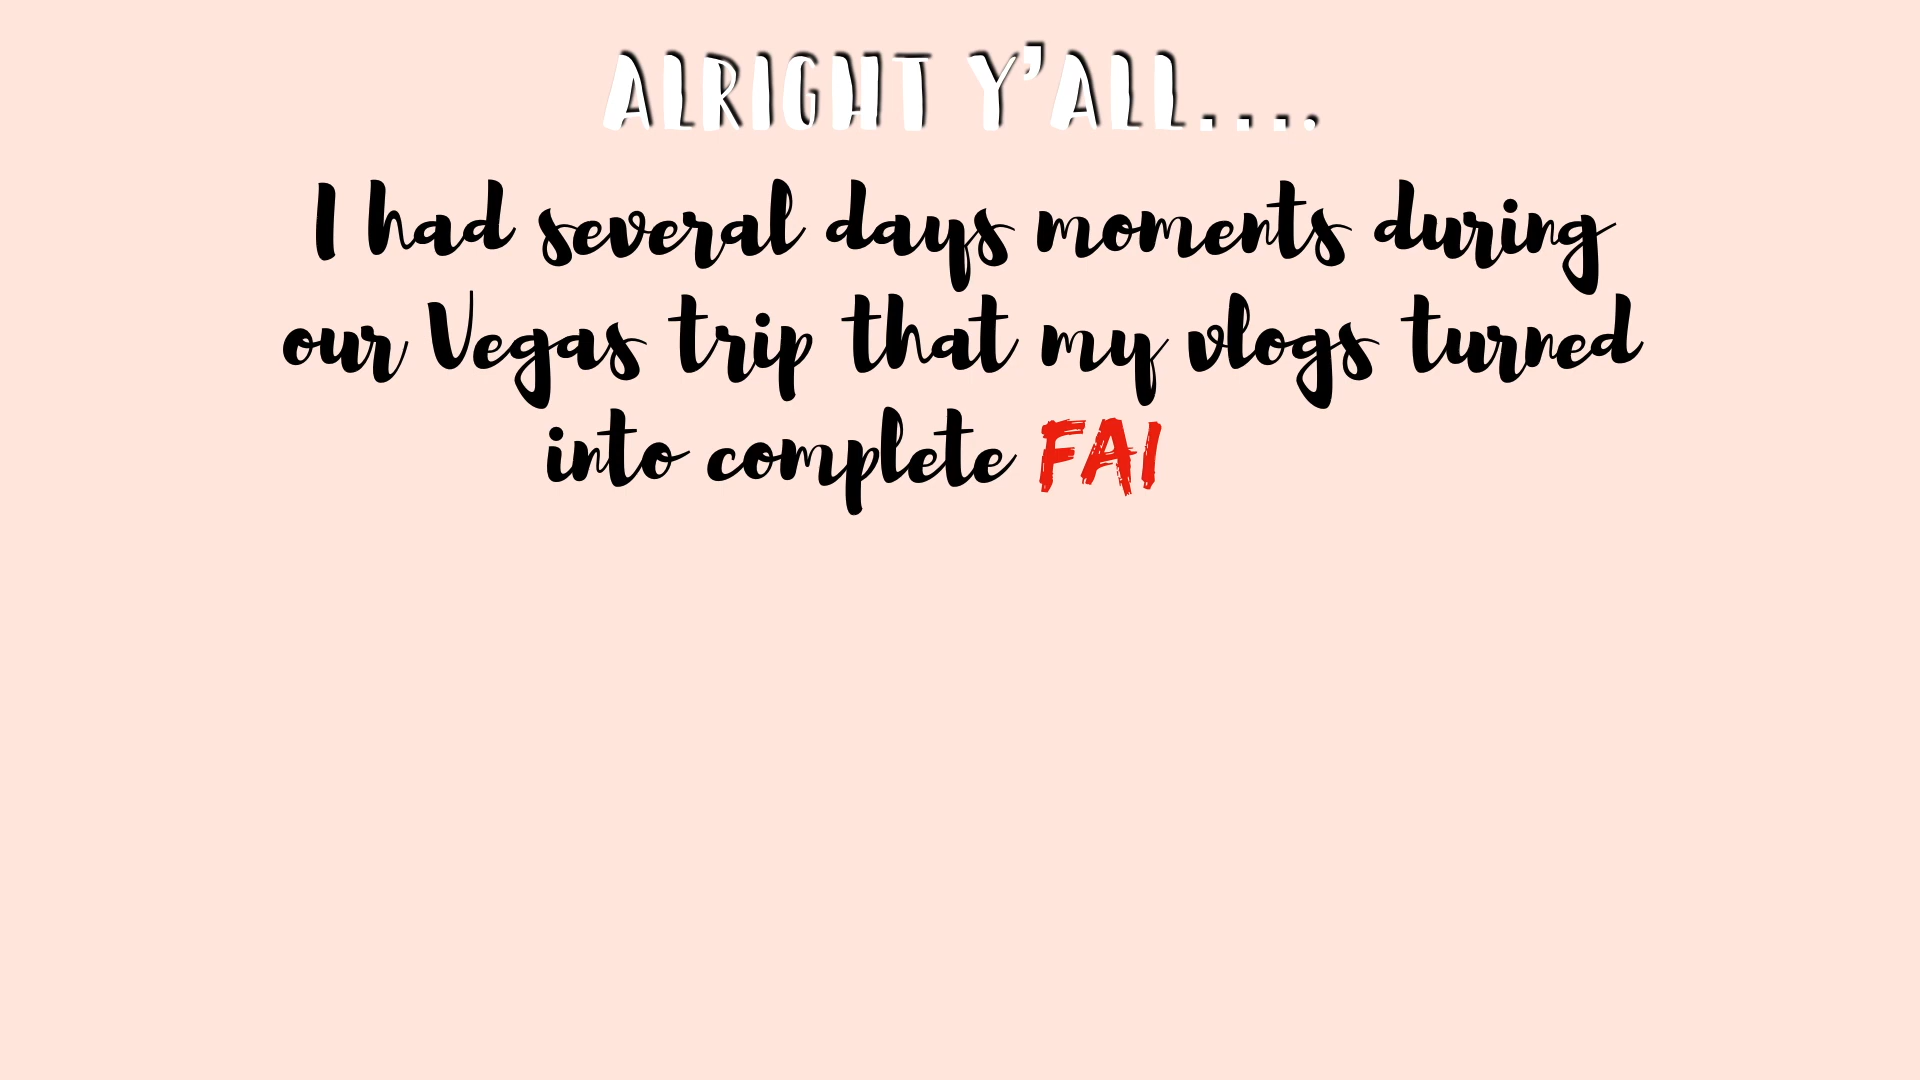 ALRIGHT Y'ALL....
I had several days moments during
our Vegas trip that my vlogs turned
into complete FAI